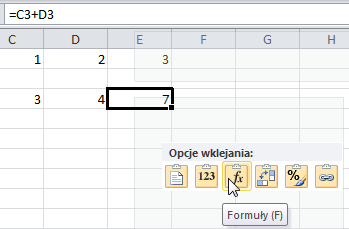 =C3+D3
C D E F G H
1 2 3
3 4 7
Opcje wklejania:
123 fx %
Formuły (F)